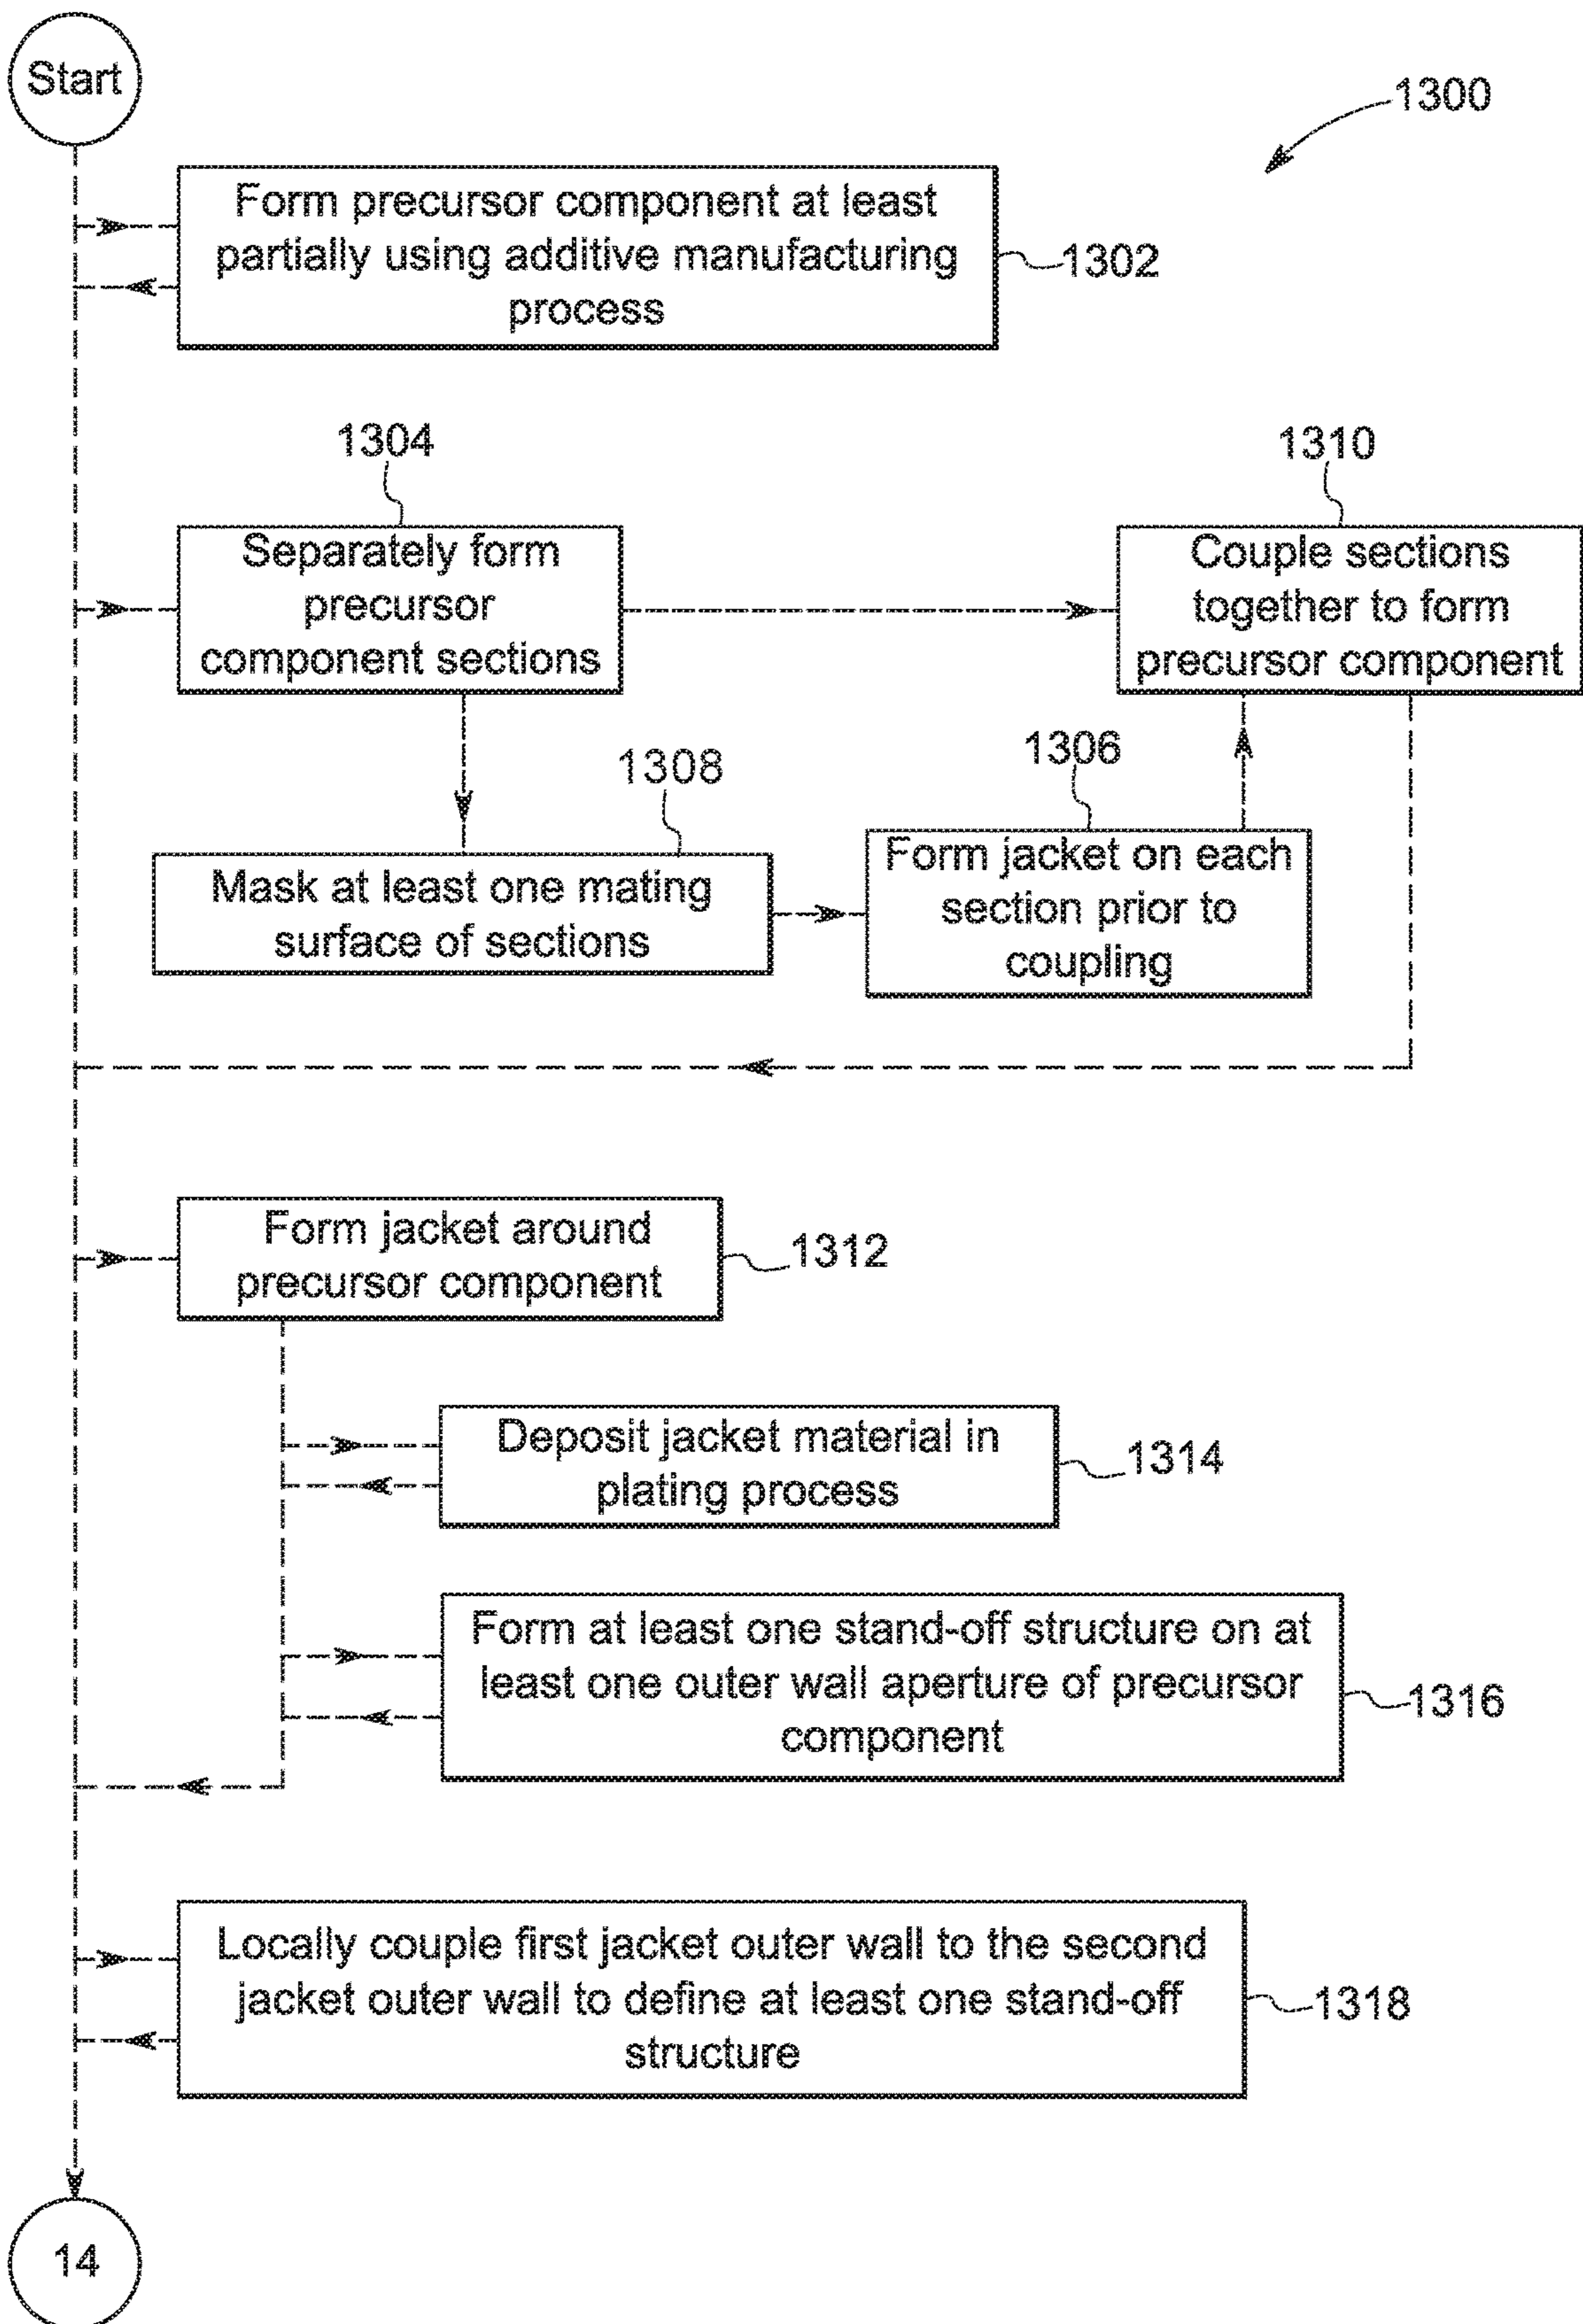 Start
1300
Form precursor component at least
partially using additive manufacturing
process
1302
1304
Separately form
precursor
component sections
1310
Couple sections
together to form
precursor component
1308
Mask at least one mating
surface of sections
1306
Form jacket on each
section prior to
coupling
Form jacket around
precursor component
1312
Deposit jacket material in
plating process
1314
Form at least one stand-off structure on at
least one outer wall aperture of precursor
component
1316
Locally couple first jacket outer wall to the second
jacket outer wall to define at least one stand-off
structure
1318
14